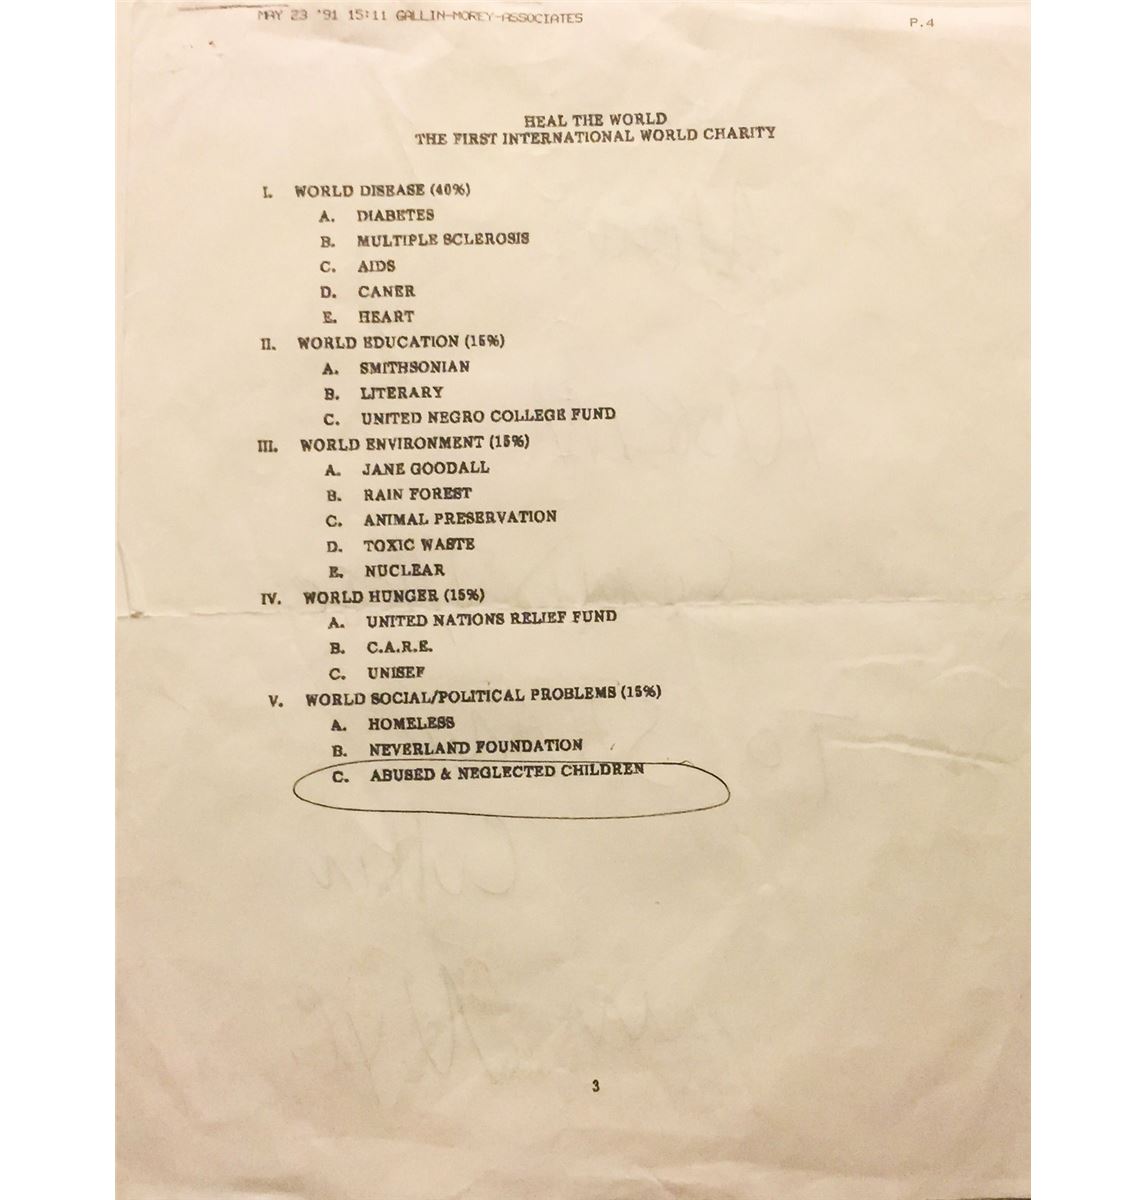 MAY 23 '91 15:11 GALLIN-MOREY-ASSOCIATES P.4
HEAL THE WORLD
THE FIRST INTERNATIONAL WORLD CHARITY
I. WORLD DISEASE (40%)
A. DIABETES
B. MULTIPLE SCLEROSIS
C. AIDS
D. CANER
E. HEART
II. WORLD EDUCATION (15%)
A. SMITHSONIAN
B. LITERARY
C. UNITED NEGRO COLLEGE FUND
III. WORLD ENVIRONMENT (15%)
A. JANE GOODALL
B. RAIN FOREST
C. ANIMAL PRESERVATION
D. TOXIC WASTE
E. NUCLEAR
IV. WORLD HUNGER (15%)
A. UNITED NATIONS RELIEF FUND
B. C.A.R.E.
C. UNISEF
V. WORLD SOCIAL/POLITICAL PROBLEMS (15%)
A. HOMELESS
B. NEVERLAND FOUNDATION
C. ABUSED & NEGLECTED CHILDREN
3